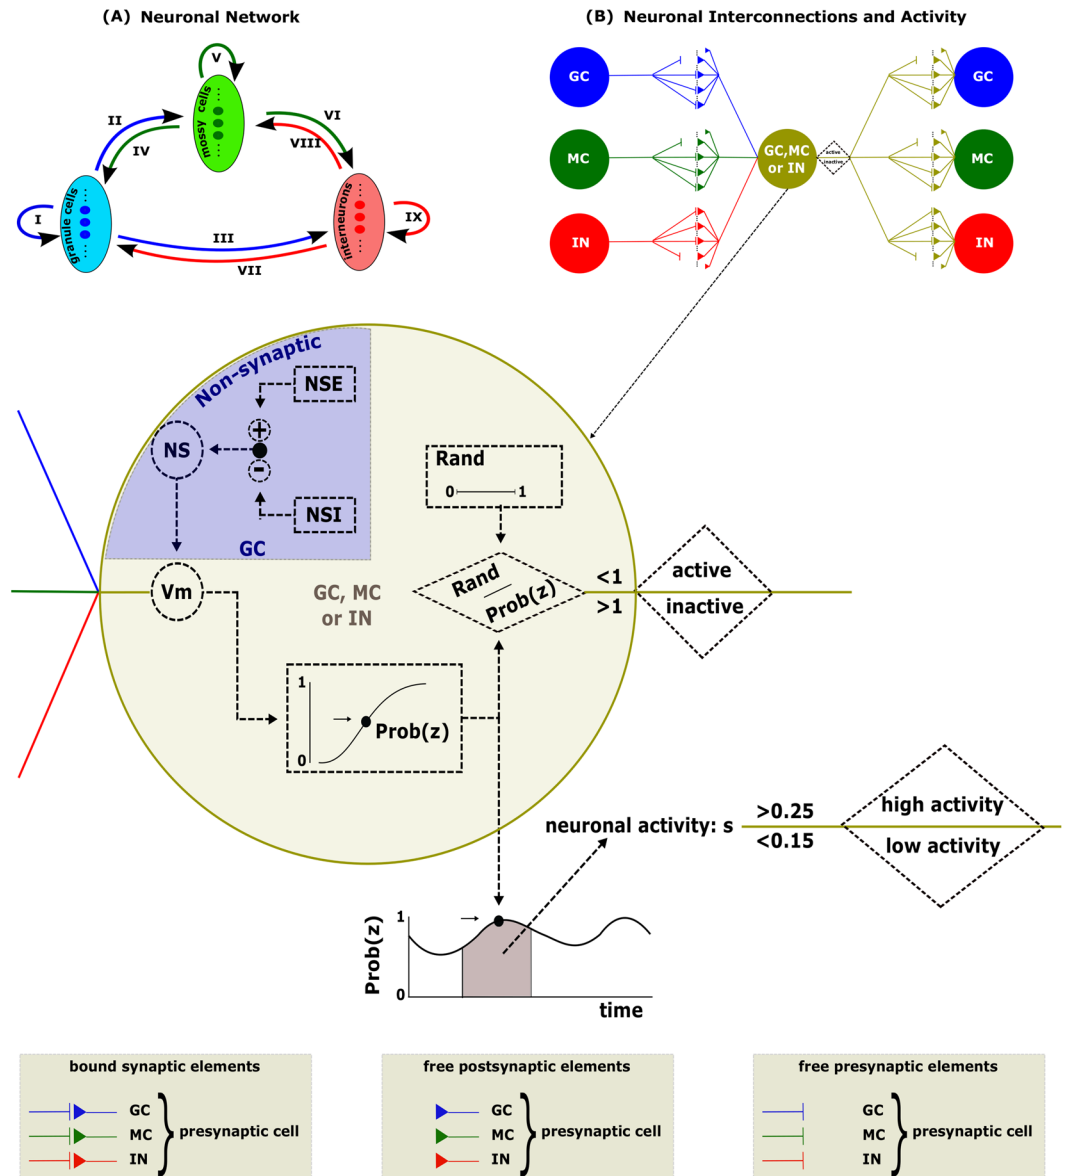 (A) Neuronal Network
(B) Neuronal Interconnections and Activity
V
mossy cells
II
IV
VI
VIII
I
granule cells
III
VII
interneurons
IX
GC
MC
IN
GC,MC
or IN
active
inactive
GC
MC
IN
Non-synaptic
NSE
+
NS
-
NSI
GC
Rand
0 1
Vm
GC, MC
or IN
Rand
Prob(z)
<1
>1
active
inactive
1
Prob(z)
0
neuronal activity: s
>0.25
<0.15
high activity
low activity
1
Prob(z)
0
time
bound synaptic elements
GC
MC
IN
presynaptic cell
free postsynaptic elements
GC
MC
IN
presynaptic cell
free presynaptic elements
GC
MC
IN
presynaptic cell